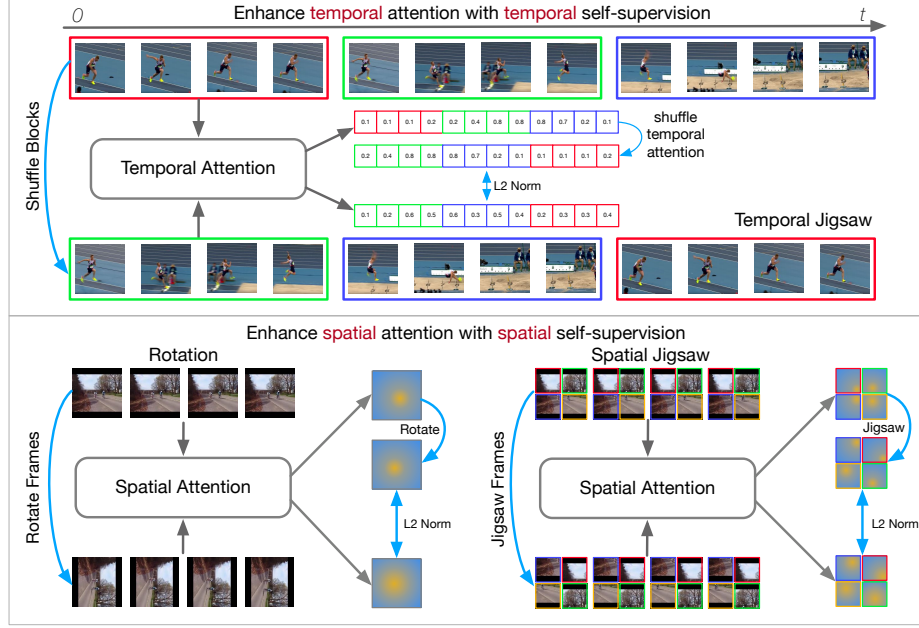 Enhance temporal attention with temporal self-supervision
0
t
Shuffle Blocks
Temporal Attention
0.1 0.1 0.1 0.2 0.2 0.4 0.8 0.8 0.8 0.7 0.2 0.1
shuffle
temporal
attention
0.2 0.4 0.8 0.8 0.8 0.7 0.2 0.1 0.1 0.1 0.1 0.2
L2 Norm
0.1 0.2 0.6 0.5 0.6 0.3 0.5 0.4 0.2 0.3 0.3 0.4
Temporal Jigsaw
Enhance spatial attention with spatial self-supervision
Rotation
Rotate Frames
Spatial Attention
Rotate
L2 Norm
Spatial Jigsaw
Jigsaw Frames
Spatial Attention
Jigsaw
L2 Norm